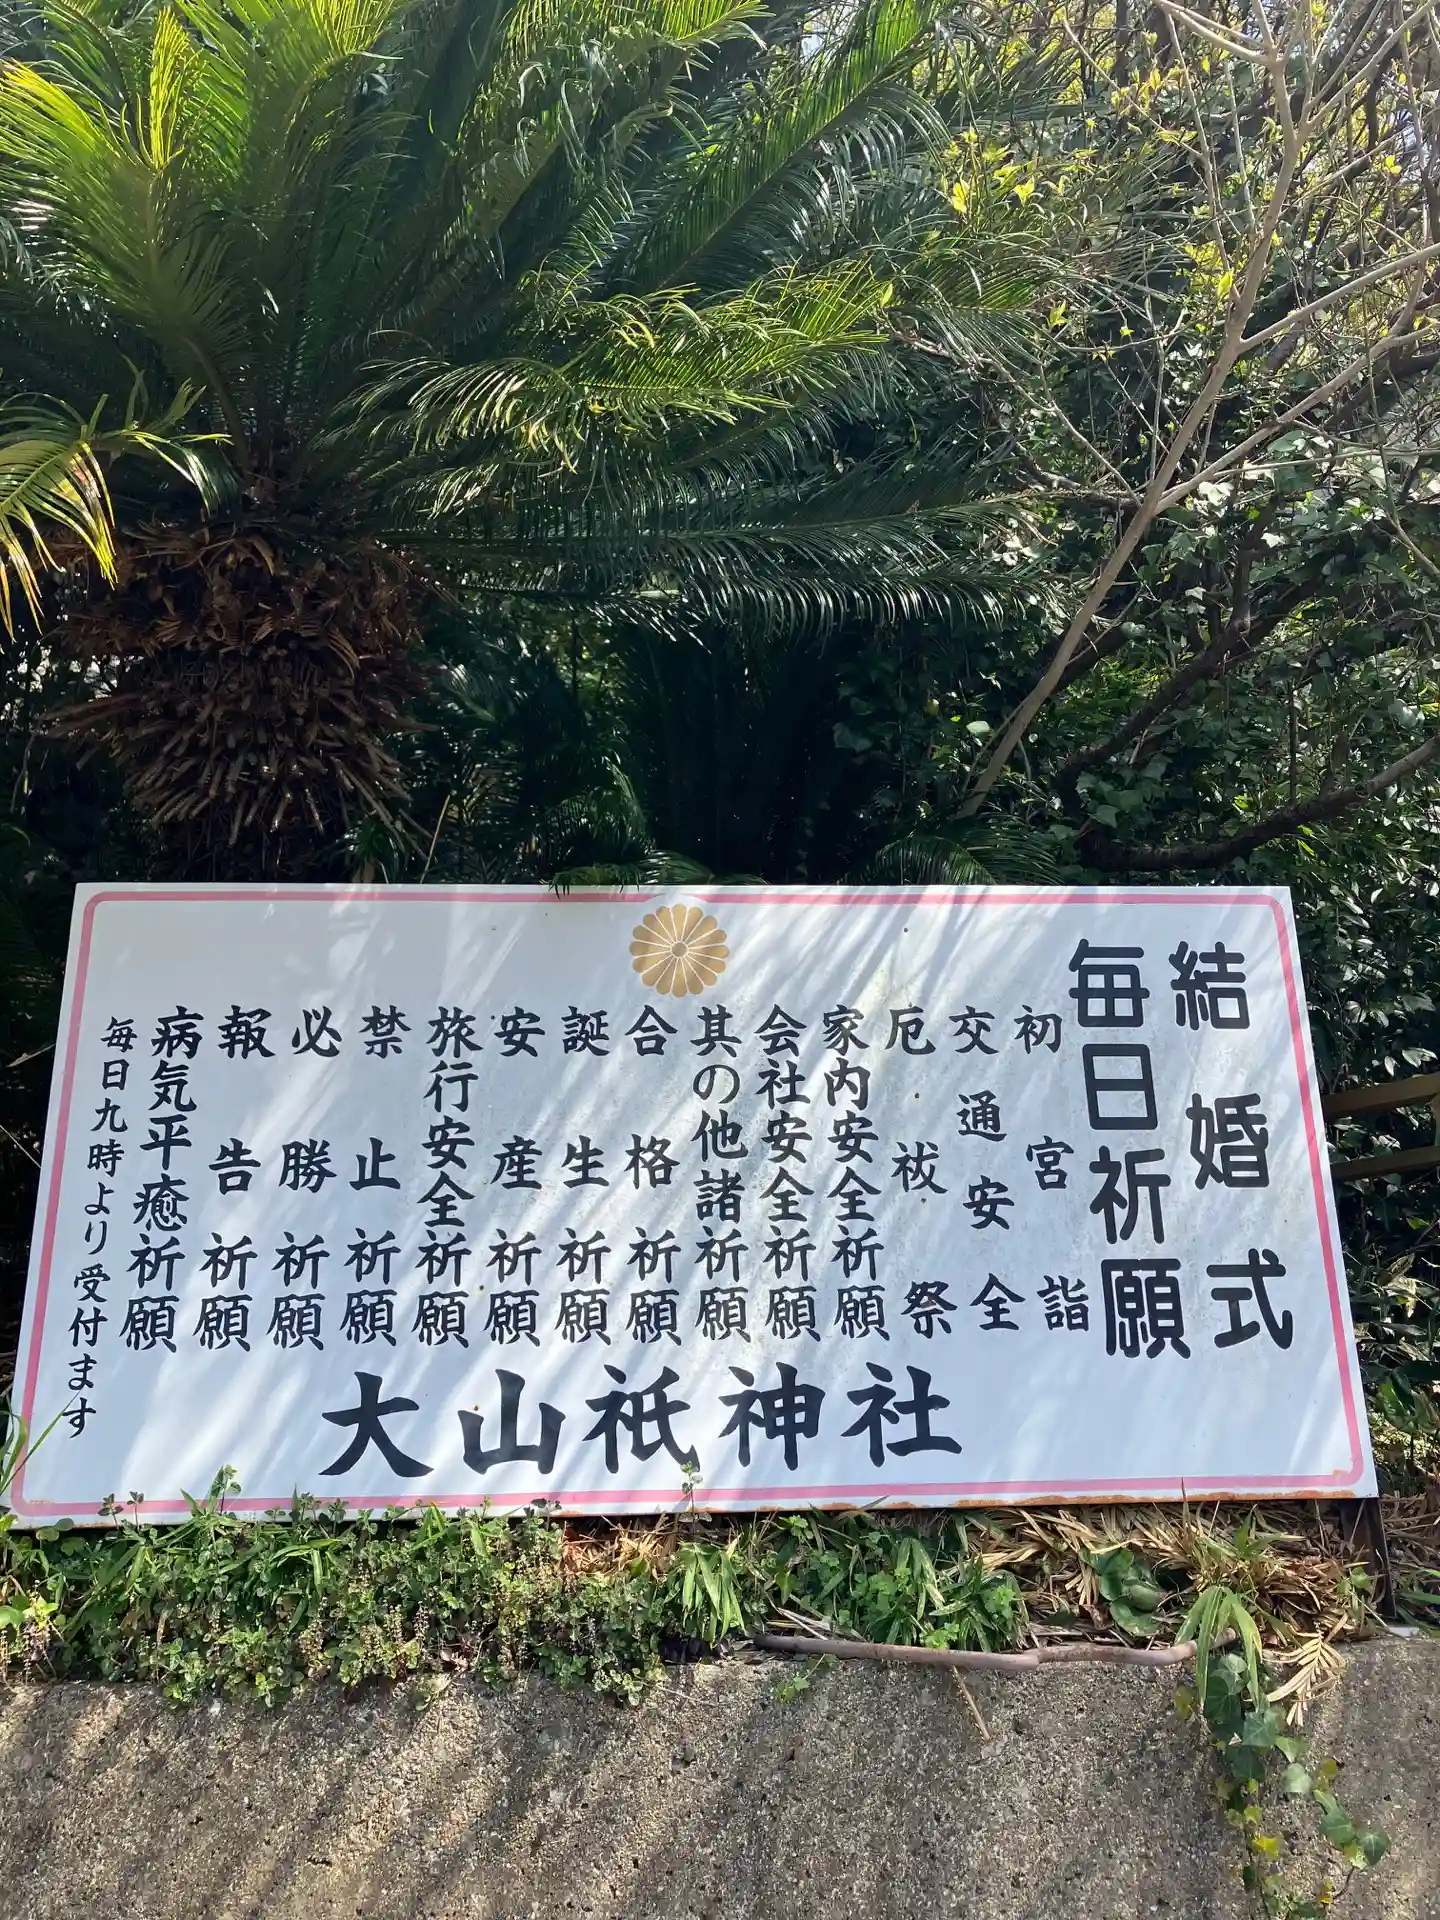 結婚式
毎日祈願
初宮詣
交通安全
厄祓祭
家内安全祈願
会社安全祈願
其の他諸祈願
合格祈願
誕生祈願
安産祈願
旅行安全祈願
禁止祈願
必勝祈願
報告祈願
病気平癒祈願
毎日九時より受付ます
大山祇神社